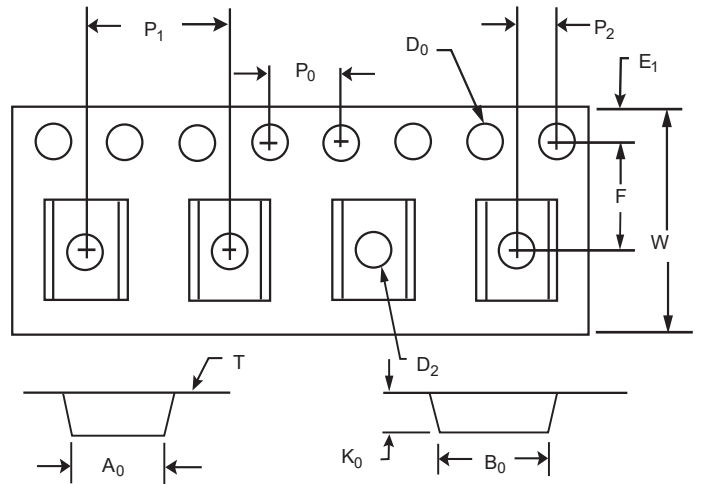 P₁
P₂
D₀
P₀
E₁
F
W
T
D₂
A₀
K₀
B₀